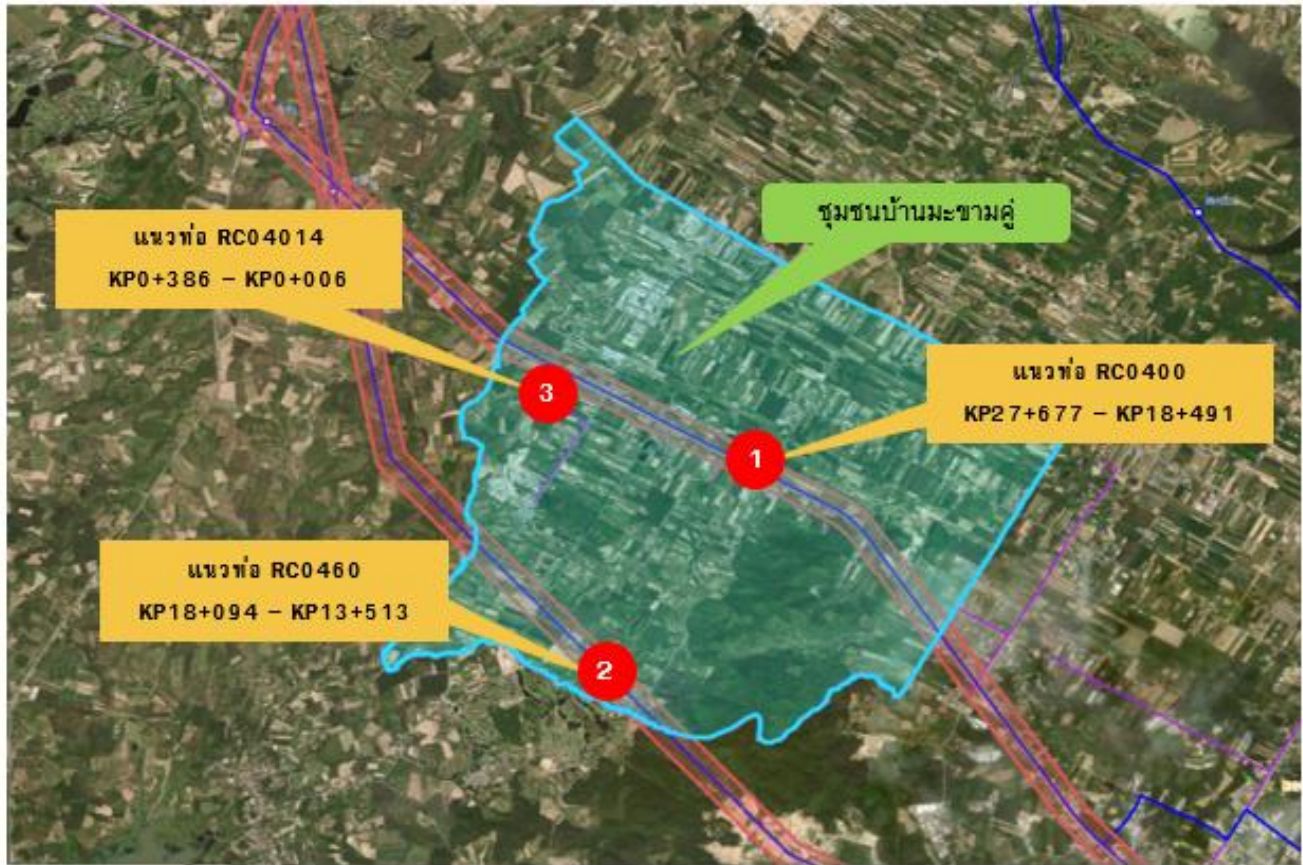 ชุมชนบ้านมะขามคู่
แนวท่อ RC04014
KP0+386 – KP0+006
3
แนวท่อ RC0400
KP27+677 – KP18+491
1
แนวท่อ RC0460
KP18+094 – KP13+513
2